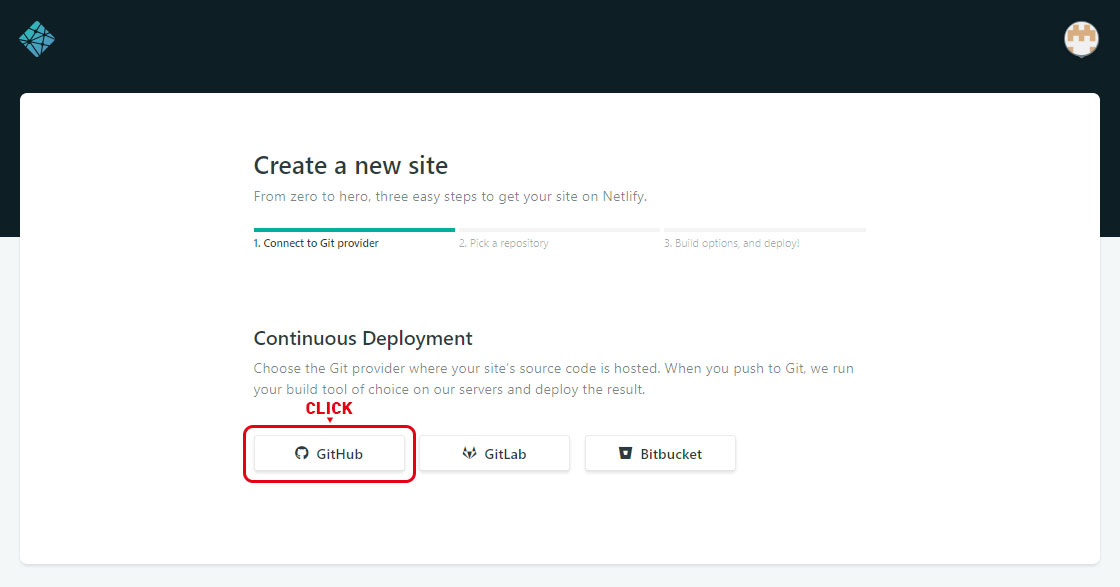 Create a new site
From zero to hero, three easy steps to get your site on Netlify.
1. Connect to Git provider
2. Pick a repository
3. Build options, and deploy!
Continuous Deployment
Choose the Git provider where your site's source code is hosted. When you push to Git, we run
your build tool of choice on our servers and deploy the result.
CLICK
GitHub
GitLab
Bitbucket